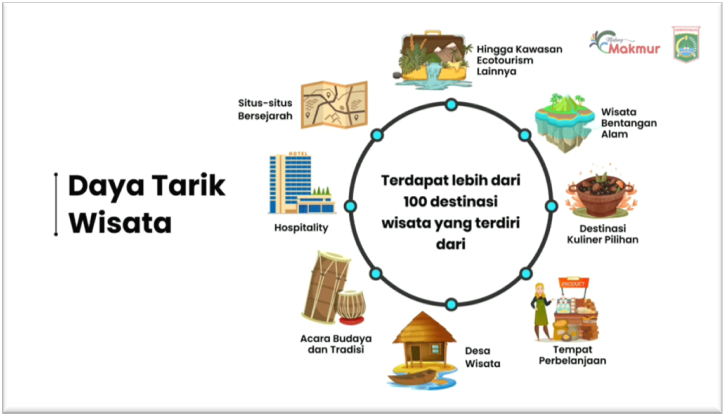 Daya Tarik
Wisata
Terdapat lebih dari
100 destinasi
wisata yang terdiri
dari
Hingga Kawasan
Ecotourism
Lainnya
Wisata
Bentangan
Alam
Destinasi
Kuliner Pilihan
PRODUCT
Tempat
Perbelanjaan
Desa
Wisata
Acara Budaya
dan Tradisi
HOTEL
Hospitality
Situs-situs
Bersejarah
Malang
Makmur